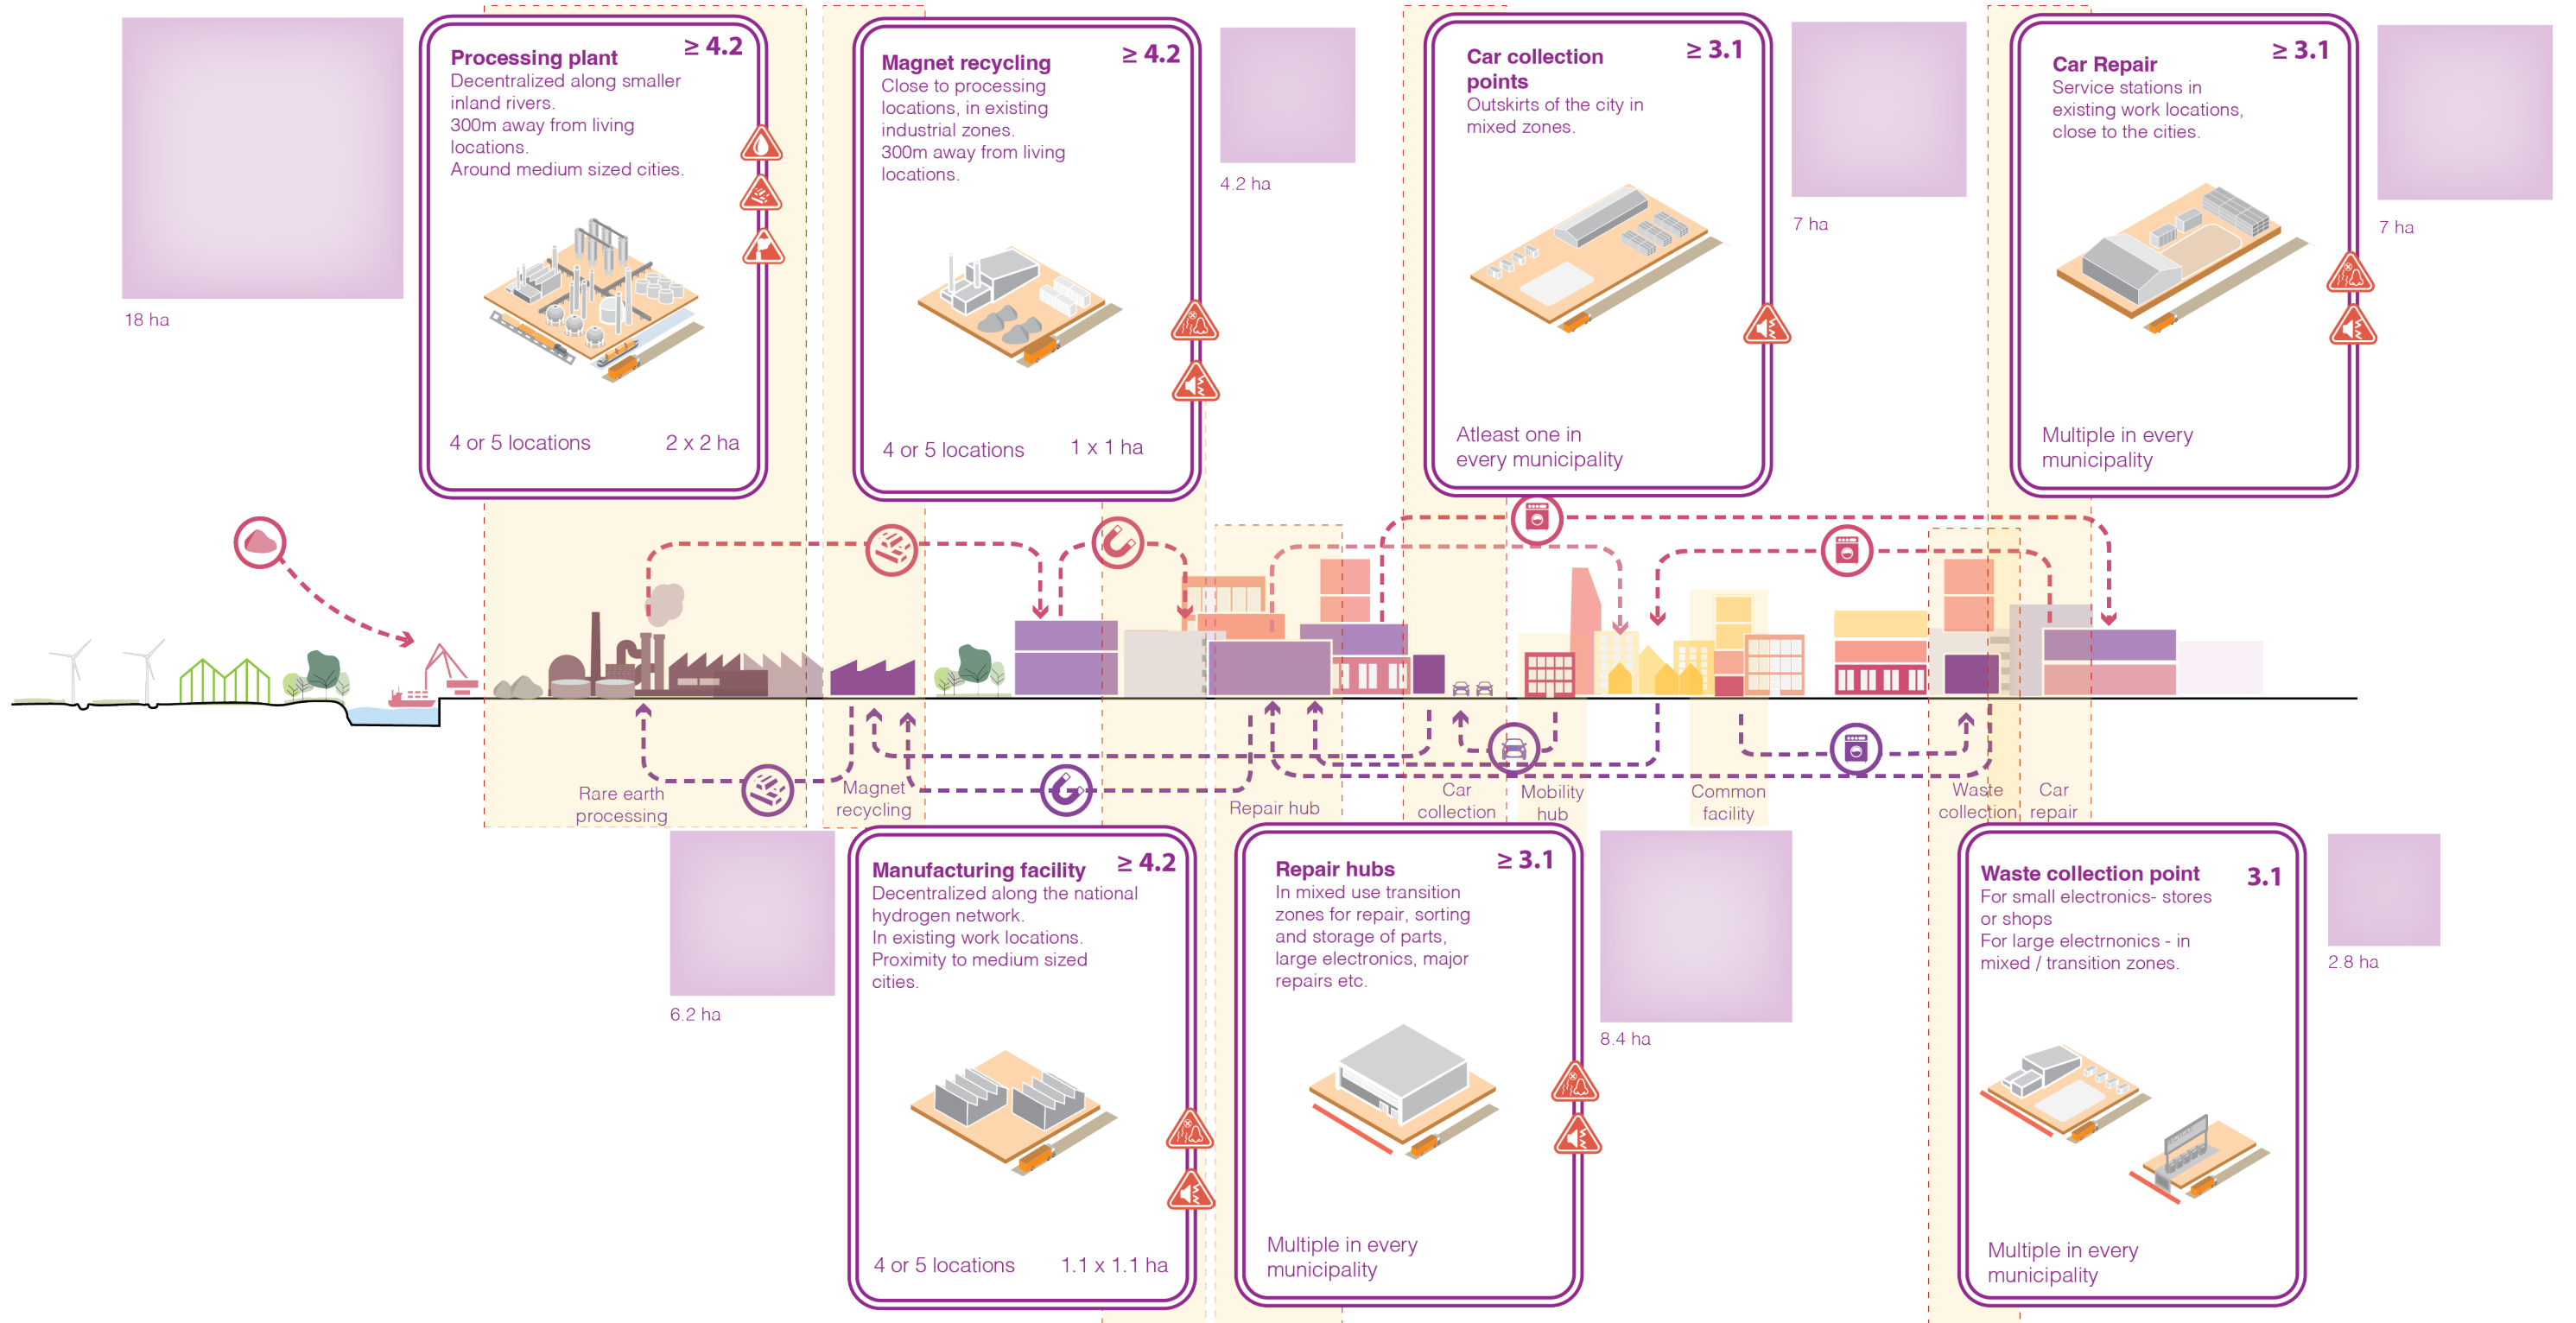 Processing plant
≥ 4.2
Decentralized along smaller
inland rivers.
300m away from living
locations.
Around medium sized cities.
4 or 5 locations
2 x 2 ha
18 ha
Magnet recycling
≥ 4.2
Close to processing
locations, in existing
industrial zones.
300m away from living
locations.
4 or 5 locations
1 x 1 ha
4.2 ha
Car collection
points
≥ 3.1
Outskirts of the city in
mixed zones.
Atleast one in
every municipality
7 ha
Car Repair
≥ 3.1
Service stations in
existing work locations,
close to the cities.
Multiple in every
municipality
7 ha
Rare earth
processing
Magnet
recycling
Repair hub
Car
collection
Mobility
hub
Common
facility
Waste
collection
Car
repair
Manufacturing facility
≥ 4.2
Decentralized along the national
hydrogen network.
In existing work locations.
Proximity to medium sized
cities.
4 or 5 locations
1.1 x 1.1 ha
6.2 ha
Repair hubs
≥ 3.1
In mixed use transition
zones for repair, sorting
and storage of parts,
large electronics, major
repairs etc.
Multiple in every
municipality
8.4 ha
Waste collection point
3.1
For small electronics- stores
or shops
For large electrnonics - in
mixed / transition zones.
Multiple in every
municipality
2.8 ha